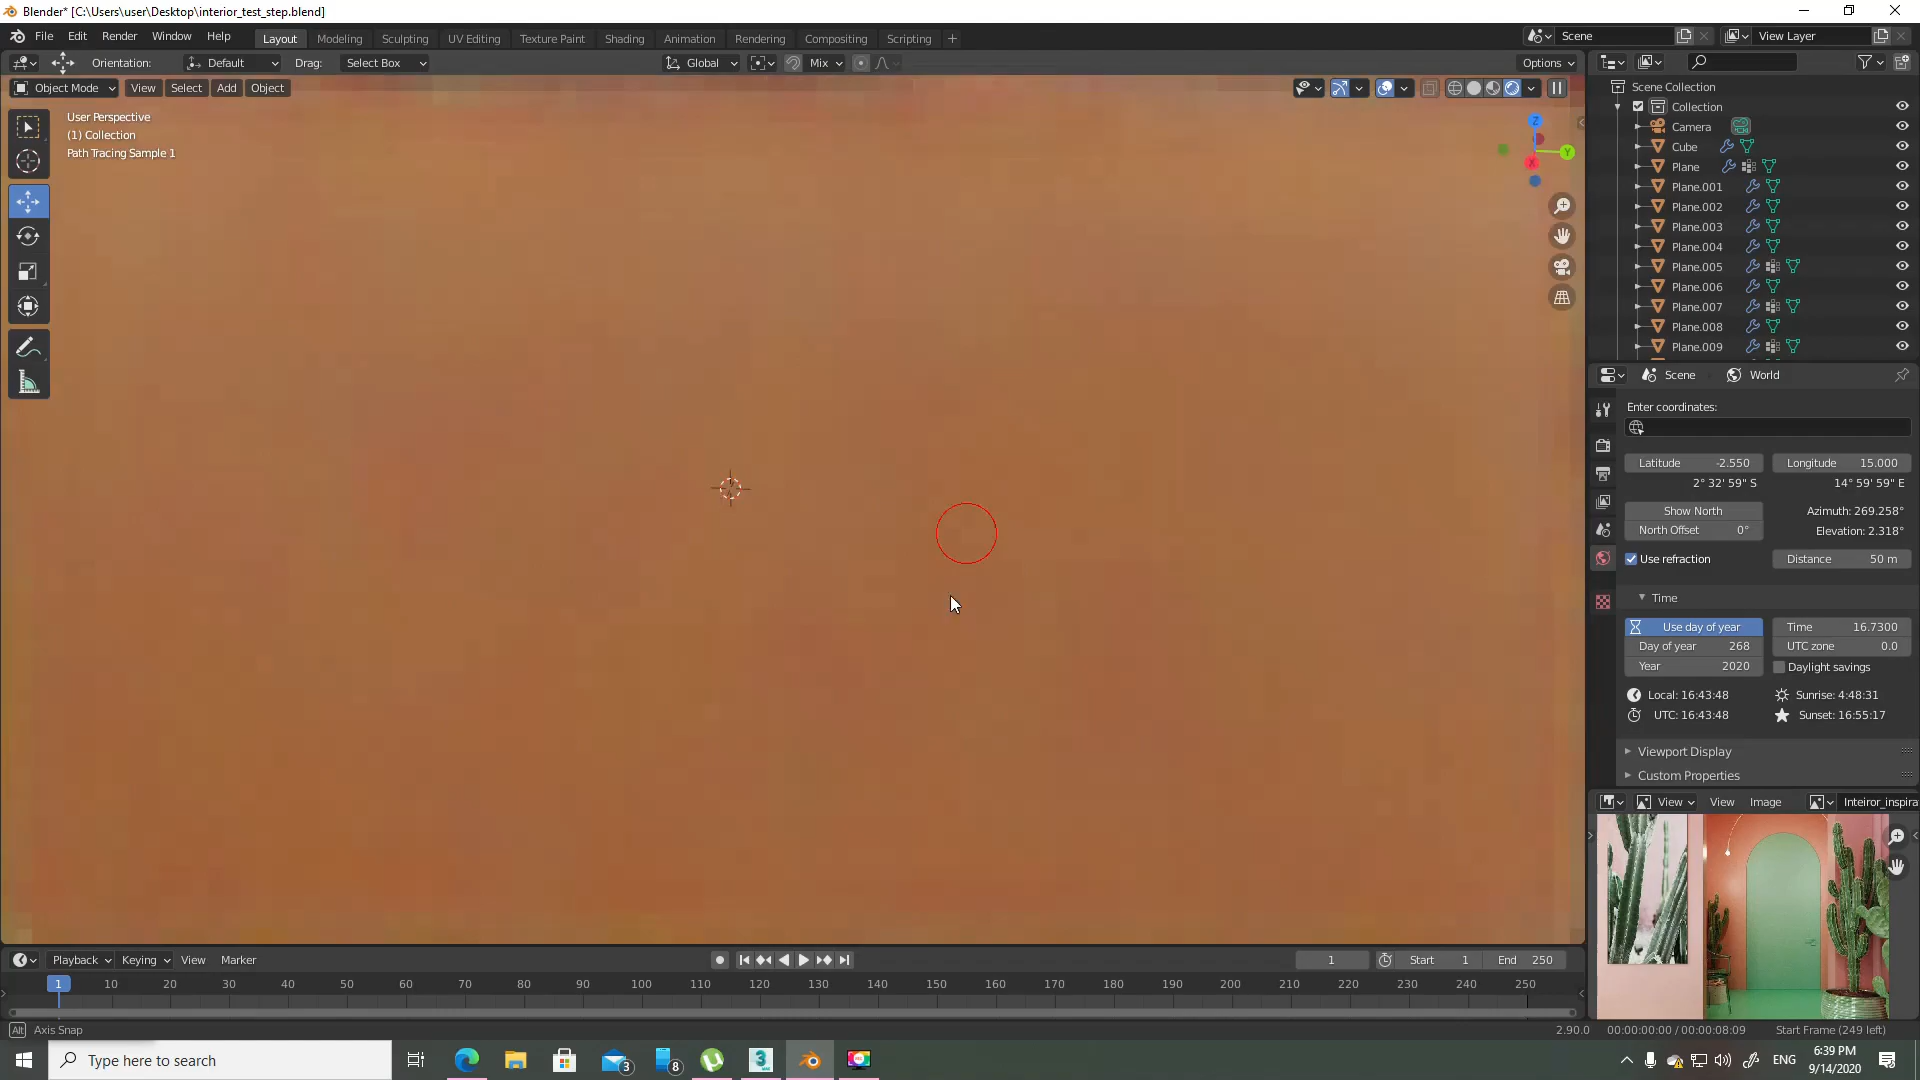 Blender* [C:\Users\user\Desktop\interior_test_step.blend]
File Edit Render Window Help
Layout Modeling Sculpting UV Editing Texture Paint Shading Animation Rendering Compositing Scripting +
Scene
View Layer
Orientation: Default Drag: Select Box
Global Mix
Options
Object Mode View Select Add Object
User Perspective
(1) Collection
Path Tracing Sample 1
Z
Y
X
Scene Collection
Collection
Camera
Cube
Plane
Plane.001
Plane.002
Plane.003
Plane.004
Plane.005
Plane.006
Plane.007
Plane.008
Plane.009
Scene World
Enter coordinates:
Latitude -2.550 Longitude 15.000
2° 32' 59" S 14° 59' 59" E
Show North Azimuth: 269.258°
North Offset 0° Elevation: 2.318°
Use refraction Distance 50 m
Time
Use day of year Time 16.7300
Day of year 268 UTC zone 0.0
Year 2020 Daylight savings
Local: 16:43:48 Sunrise: 4:48:31
UTC: 16:43:48 Sunset: 16:55:17
Viewport Display
Custom Properties
View View Image Inteiror_inspira
Playback Keying View Marker
1 Start 1 End 250
1 10 20 30 40 50 60 70 80 90 100 110 120 130 140 150 160 170 180 190 200 210 220 230 240 250
Alt Axis Snap
2.90.0 00:00:00:00 / 00:00:08:09 Start Frame (249 left)
Type here to search
3
8
3
ENG
6:39 PM
9/14/2020